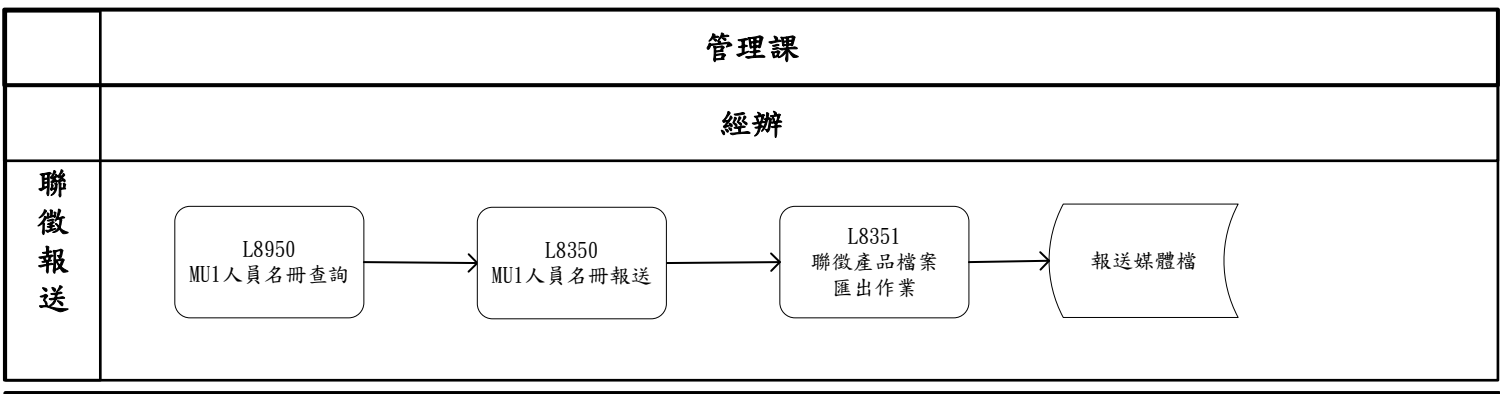 管理課
經辦
聯
徵
報
送
L8950
MU1人員名冊查詢
L8350
MU1人員名冊報送
L8351
聯徵產品檔案
匯出作業
報送媒體檔